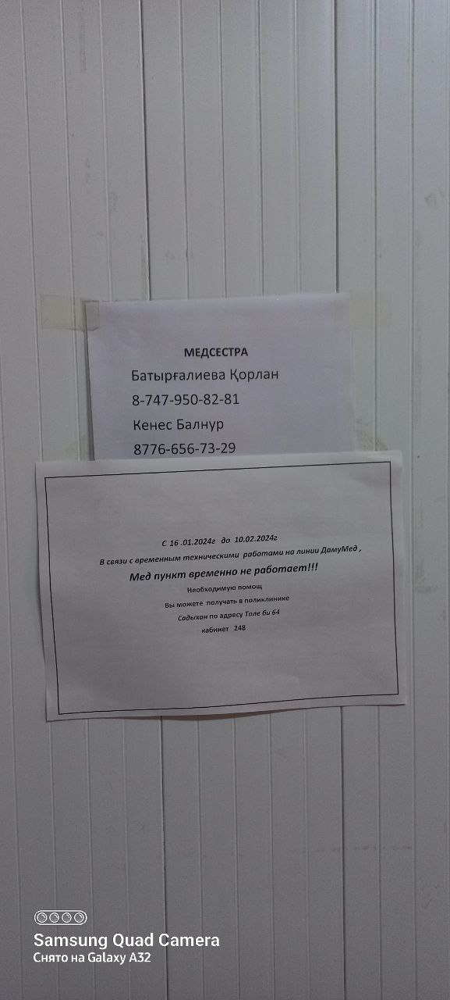 МЕДСЕСТРА
Батырғалиева Қорлан
8-747-950-82-81
Кенес Балнур
8776-656-73-29
С 16 .01.2024г до 10.02.2024г
В связи с временным техническими работами на линии ДамуМед ,
Мед пункт временно не работает!!!
Необходимую помощ
Вы можете получать в поликлинике
Садыхан по адресу Толе би 64
кабинет 248
Samsung Quad Camera
Снято на Galaxy A32